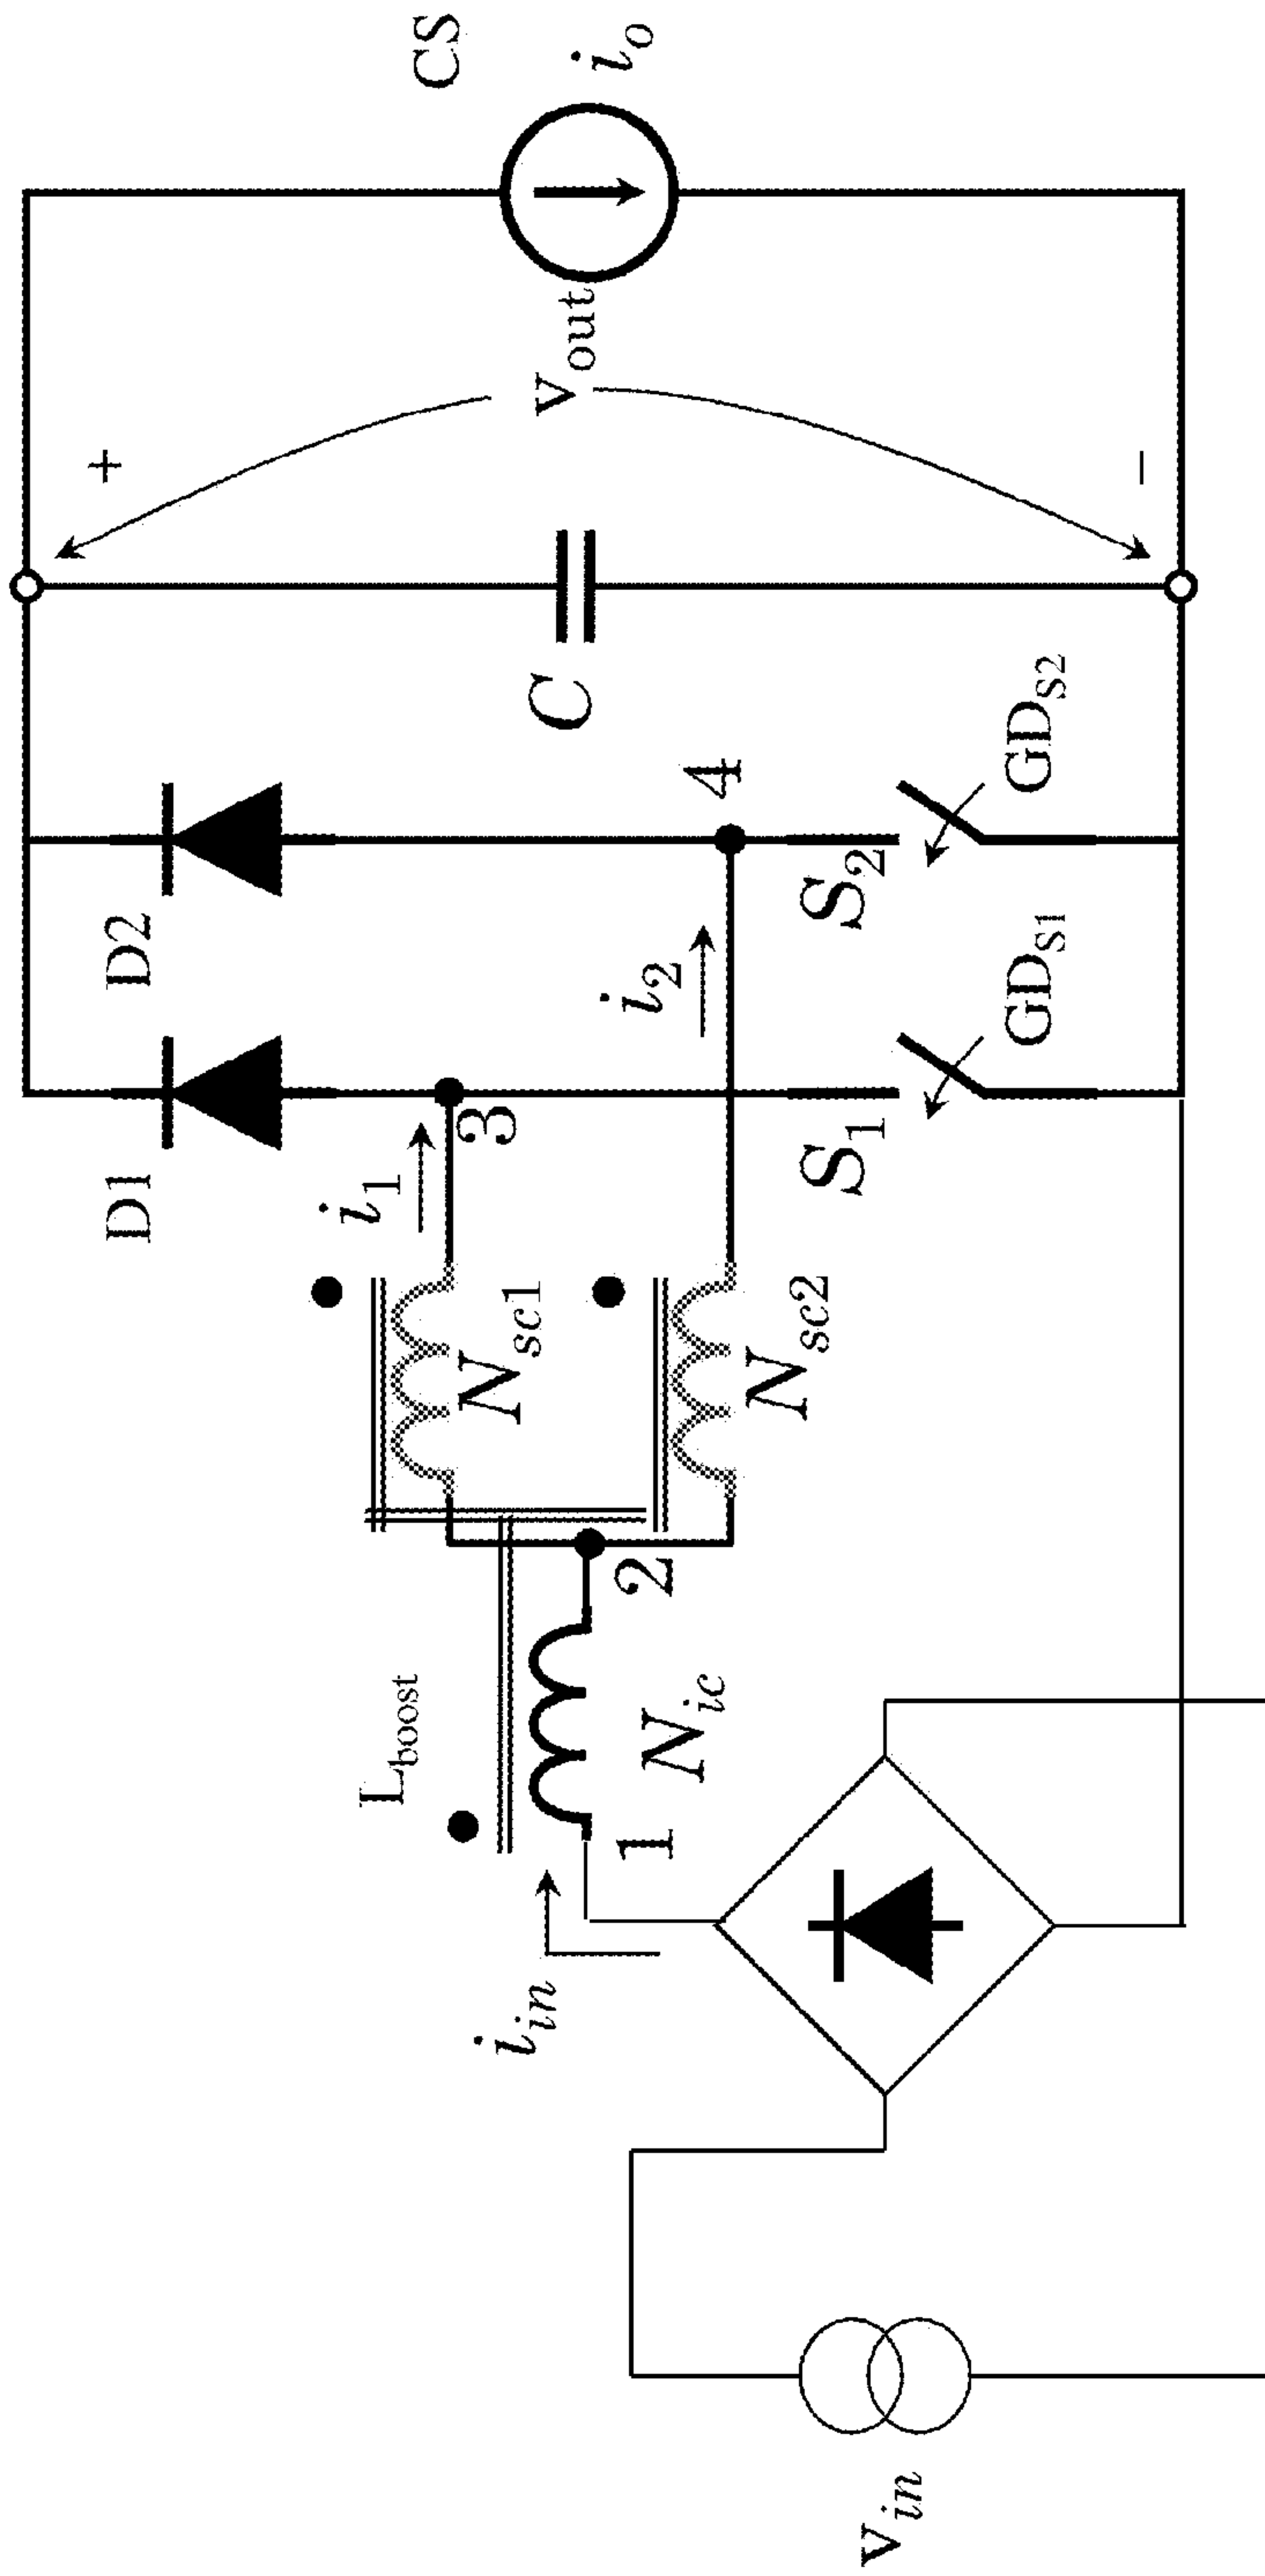 v_in
i_in
L_boost
1
N_ic
2
N_sc1
N_sc2
i_1
3
i_2
4
D1
D2
S_1
S_2
GD_S1
GD_S2
C
+
v_out
−
CS
i_o